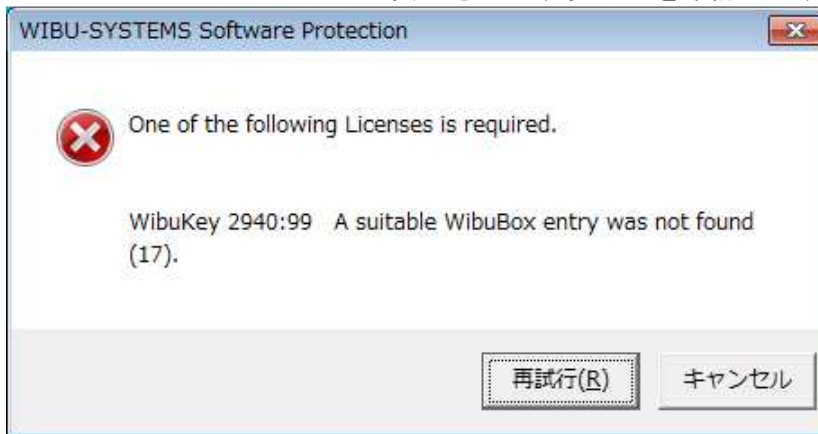 WIBU-SYSTEMS Software Protection
One of the following Licenses is required.
WibuKey 2940:99 A suitable WibuBox entry was not found
(17).
再試行(R)
キャンセル